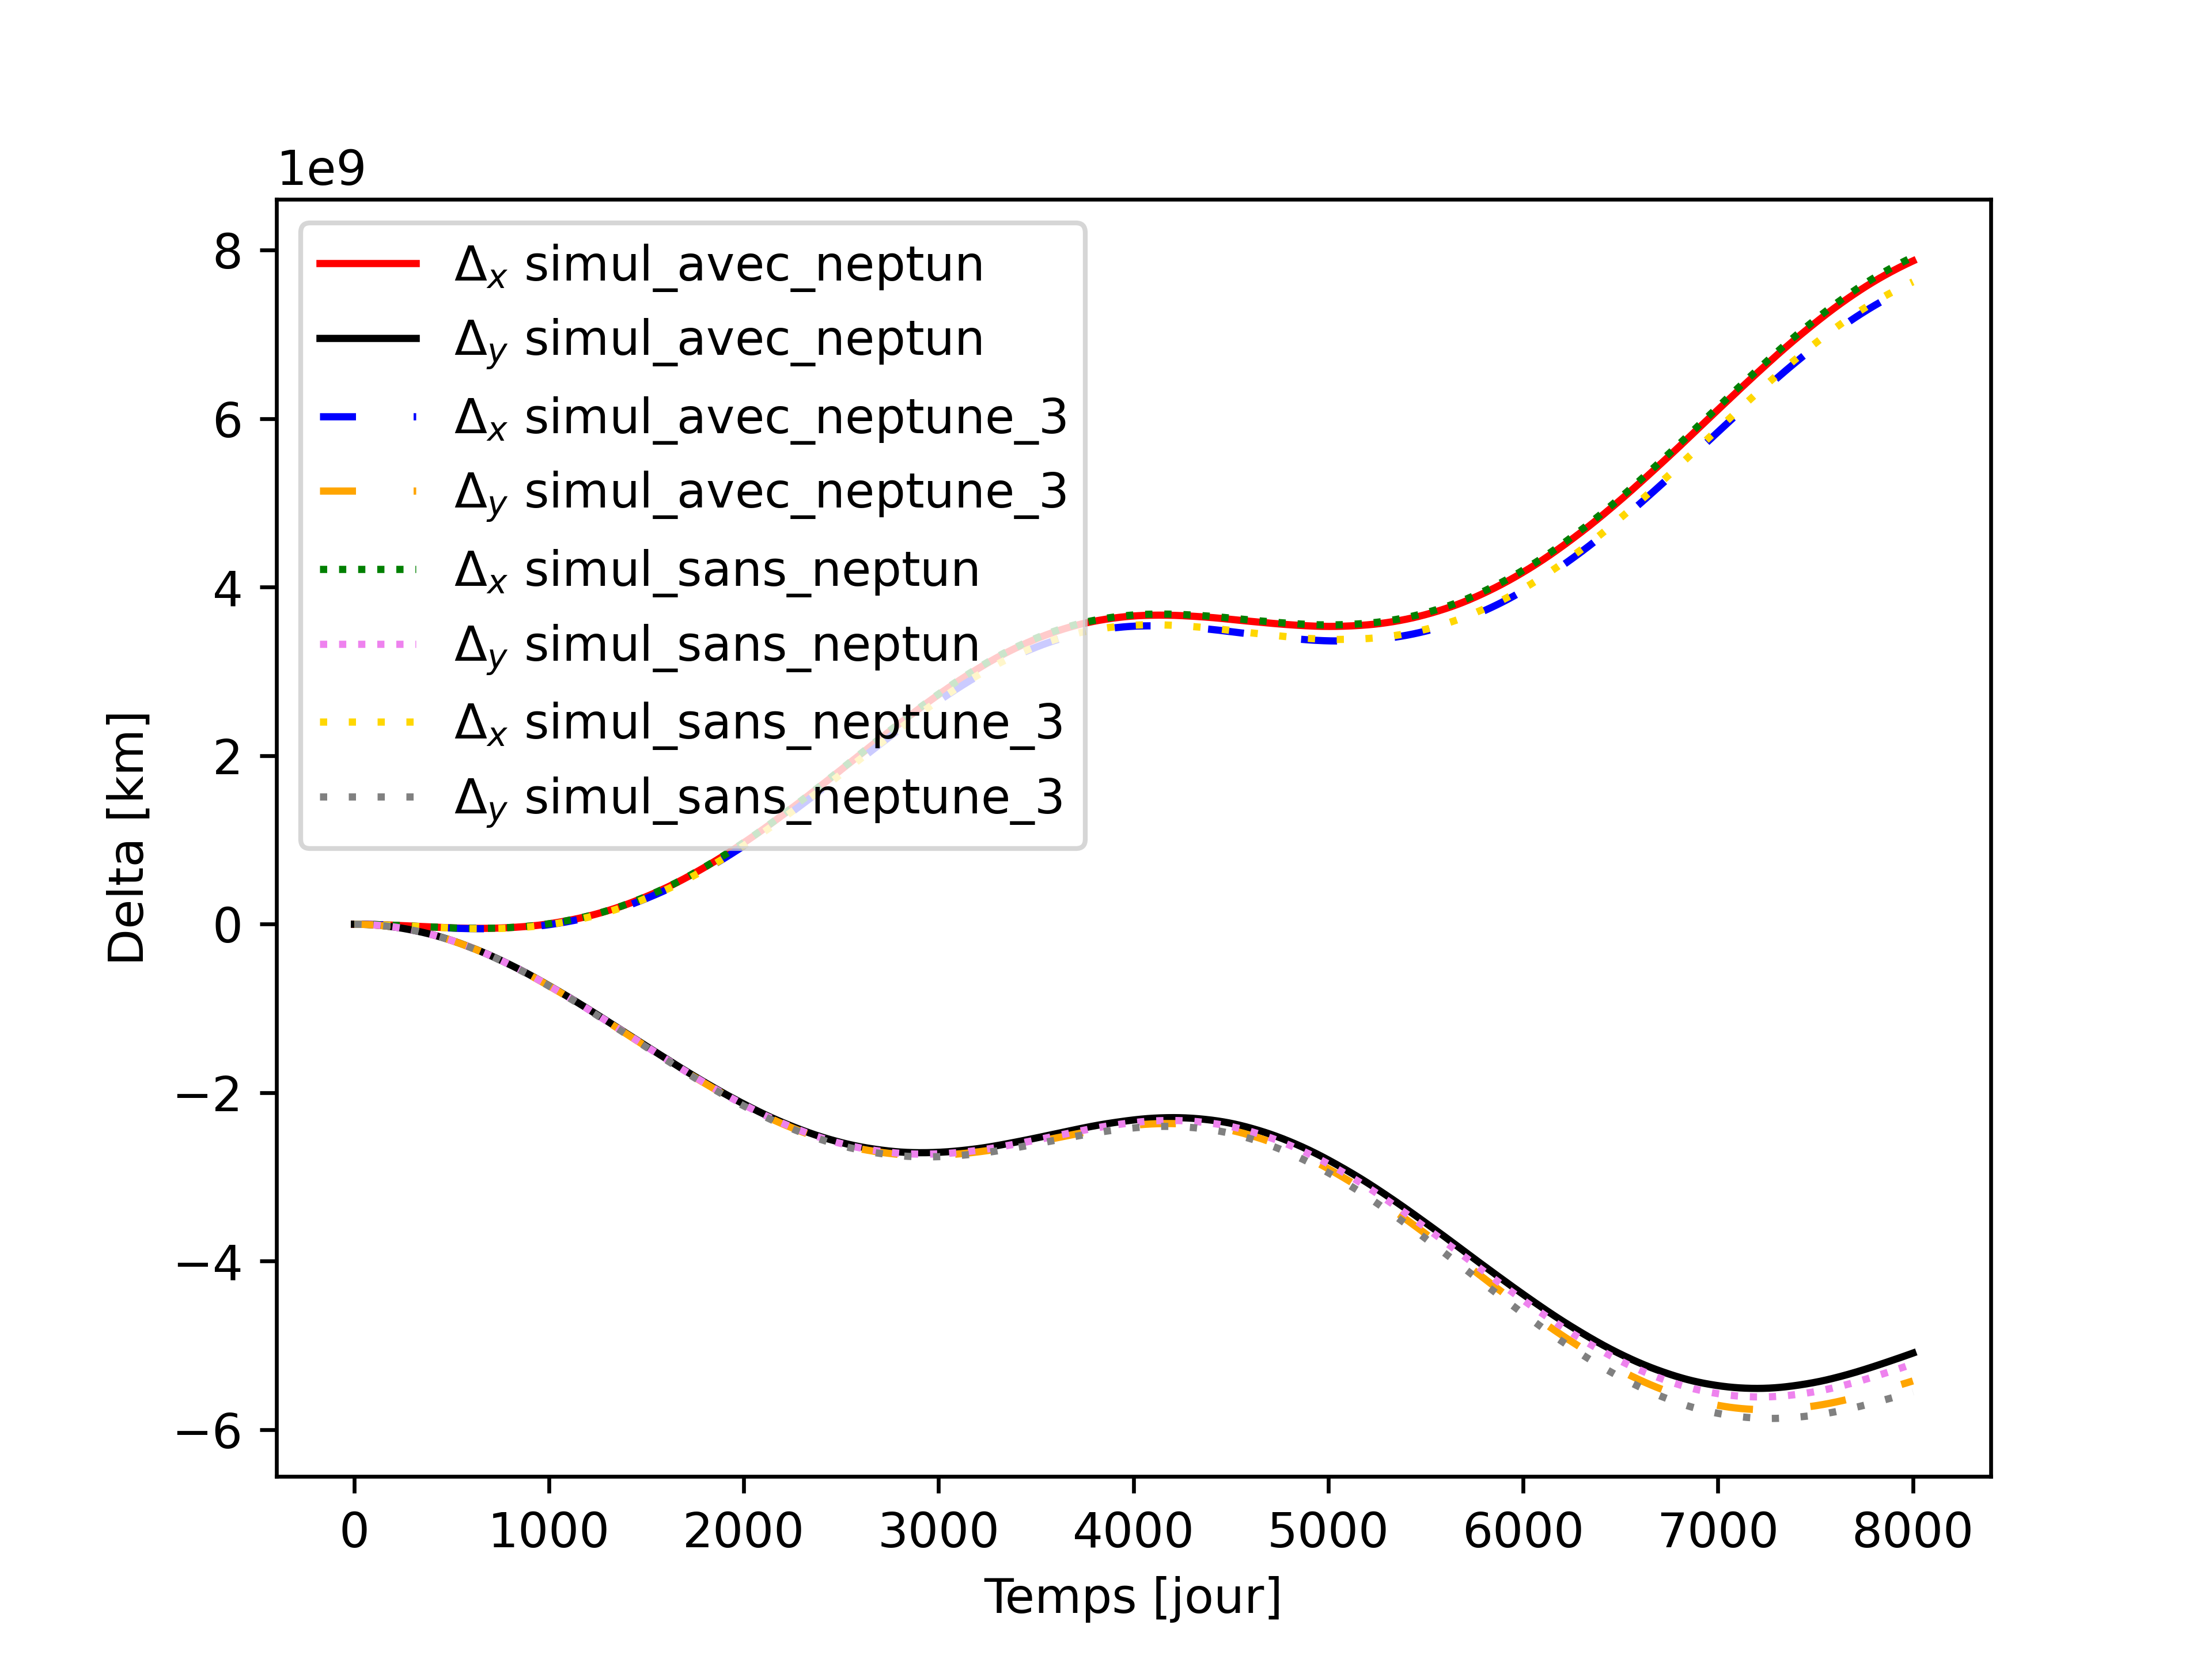 1e9
8
6
4
2
0
−2
−4
−6
Delta [km]
Δx simul_avec_neptun
Δy simul_avec_neptun
Δx simul_avec_neptune_3
Δy simul_avec_neptune_3
Δx simul_sans_neptun
Δy simul_sans_neptun
Δx simul_sans_neptune_3
Δy simul_sans_neptune_3
0 1000 2000 3000 4000 5000 6000 7000 8000
Temps [jour]